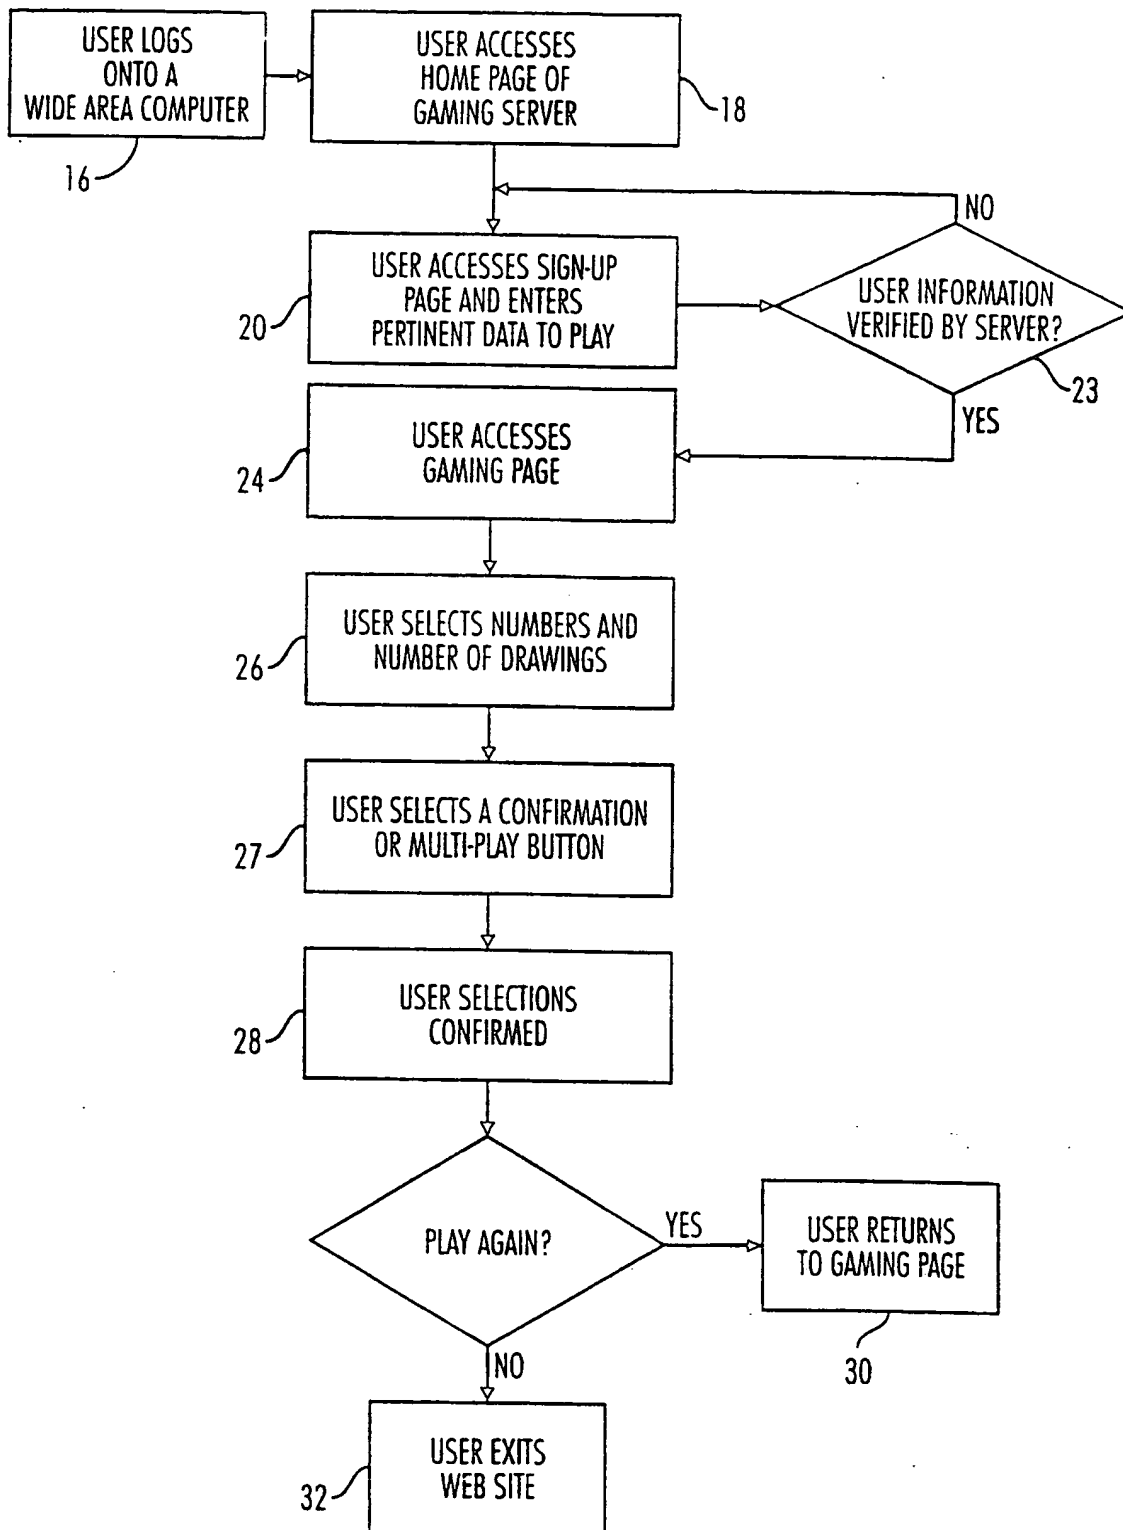 USER LOGS
ONTO A
WIDE AREA COMPUTER
16
USER ACCESSES
HOME PAGE OF
GAMING SERVER
18
NO
USER ACCESSES SIGN-UP
PAGE AND ENTERS
PERTINENT DATA TO PLAY
20
USER INFORMATION
VERIFIED BY SERVER?
23
YES
USER ACCESSES
GAMING PAGE
24
USER SELECTS NUMBERS AND
NUMBER OF DRAWINGS
26
USER SELECTS A CONFIRMATION
OR MULTI-PLAY BUTTON
27
USER SELECTIONS
CONFIRMED
28
PLAY AGAIN?
YES
USER RETURNS
TO GAMING PAGE
30
NO
USER EXITS
WEB SITE
32